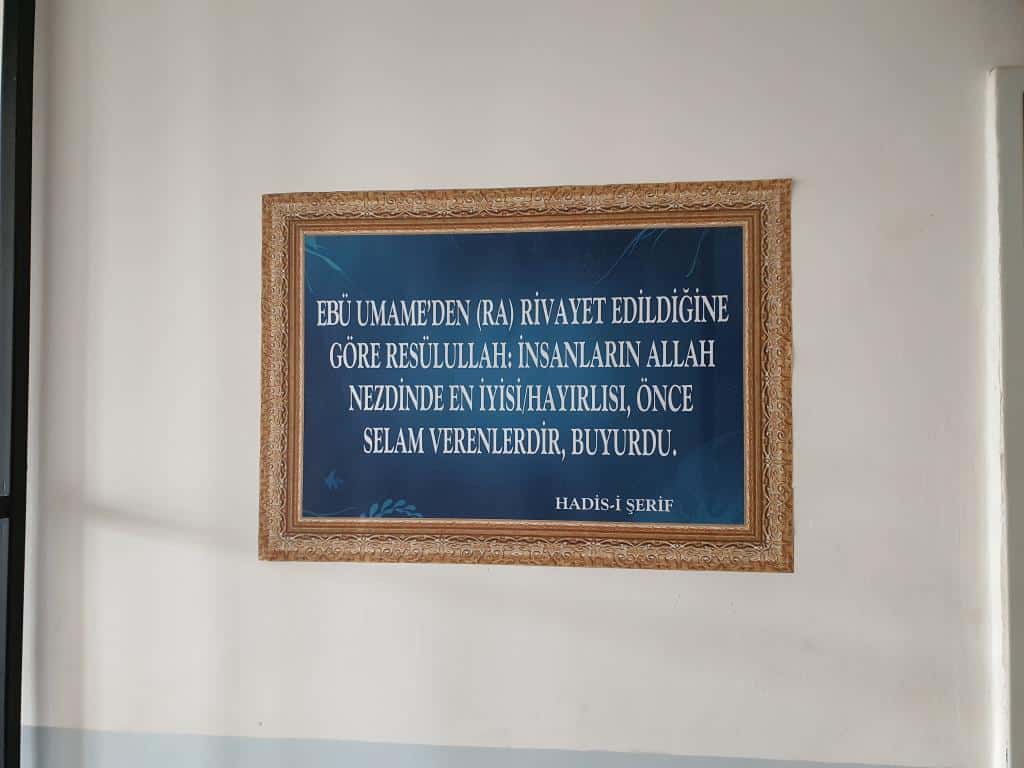 EBÜ UMAME'DEN (RA) RİVAYET EDİLDİĞİNE
GÖRE RESÜLULLAH: İNSANLARIN ALLAH
NEZDİNDE EN İYİSİ/HAYIRLISI, ÖNCE
SELAM VERENLERDİR, BUYURDU.
HADİS-İ ŞERİF